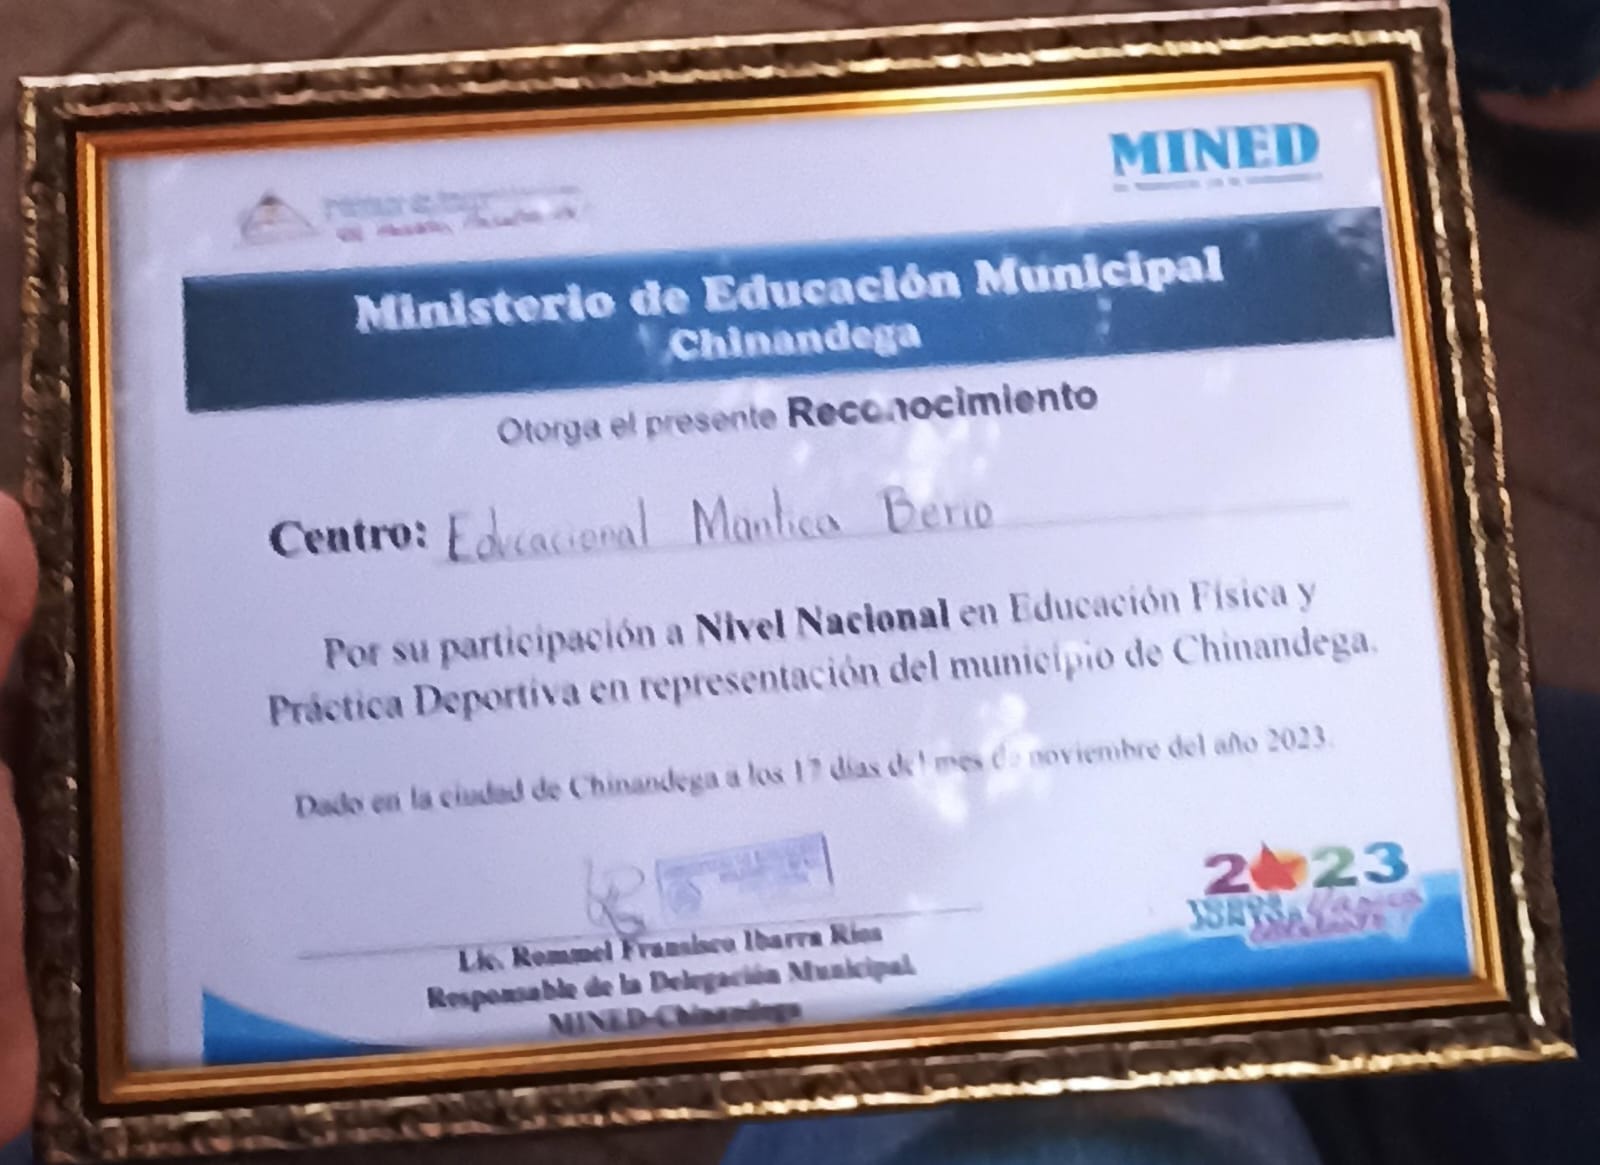 MINED
Ministerio de Educación Municipal
Chinandega
Otorga el presente Reconocimiento
Centro: Educacional Mántica Berio
Por su participación a Nivel Nacional en Educación Física y
Práctica Deportiva en representación del municipio de Chinandega.
Dado en la ciudad de Chinandega a los 17 días del mes de noviembre del año 2023.
Lic. Rommel Fransisco Ibarra Rios
Responsable de la Delegación Municipal
MINED-Chinandega
2023